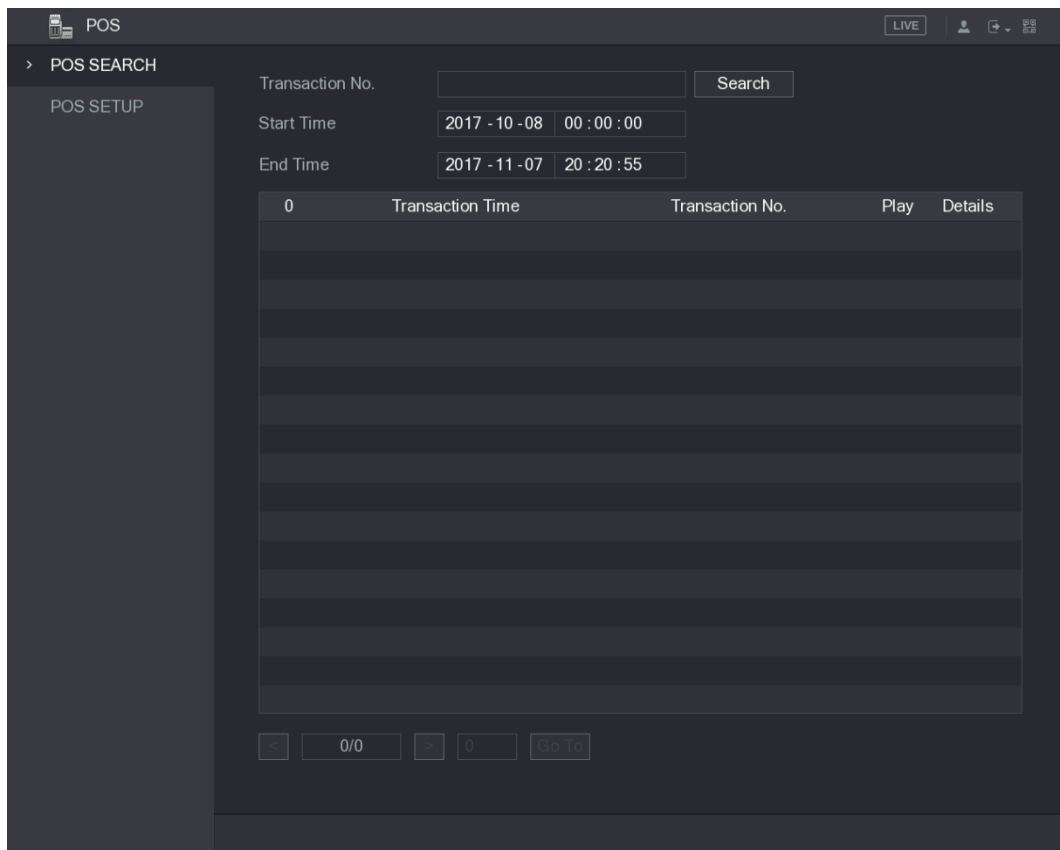 POS LIVE
> POS SEARCH
POS SETUP
Transaction No. Search
Start Time 2017 - 10 - 08 00 : 00 : 00
End Time 2017 - 11 - 07 20 : 20 : 55
0 Transaction Time Transaction No. Play Details
< 0/0 > 0 Go To